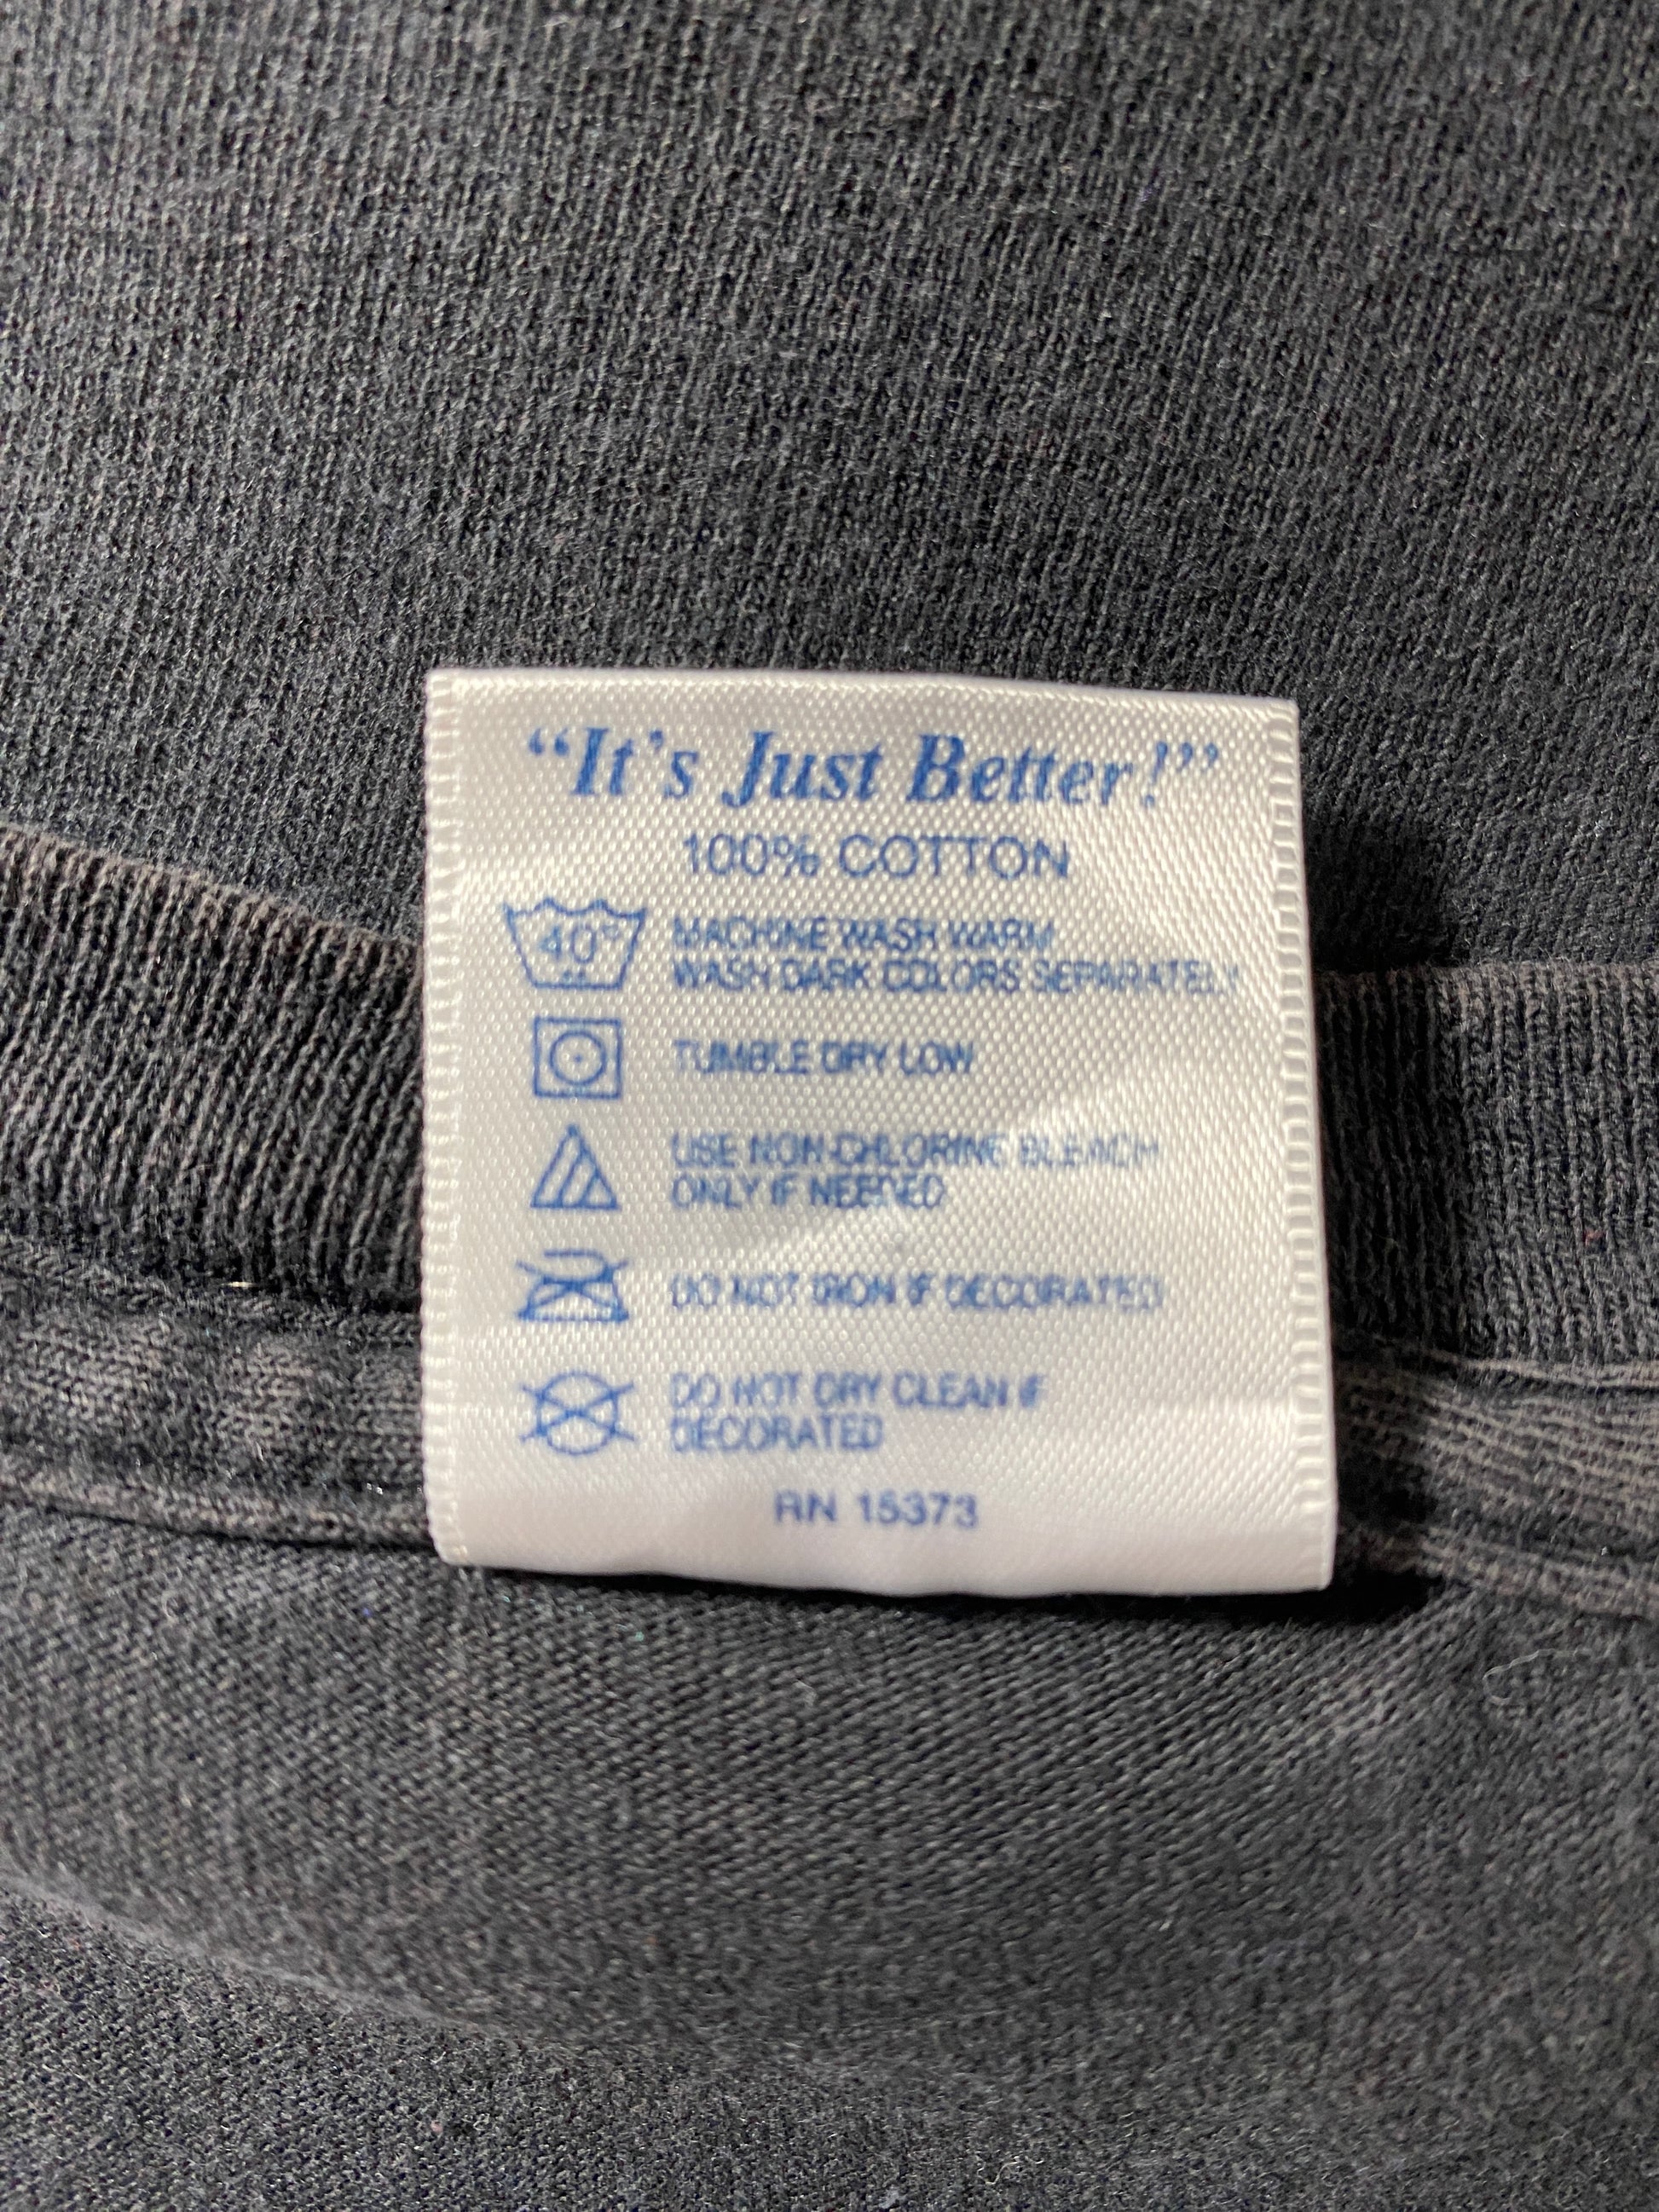 “It's Just Better!”
100% COTTON
40°
MACHINE WASH WARM
WASH DARK COLORS SEPARATELY
TUMBLE DRY LOW
USE NON-CHLORINE BLEACH
ONLY IF NEEDED
DO NOT IRON IF DECORATED
DO NOT DRY CLEAN IF
DECORATED
RN 15373